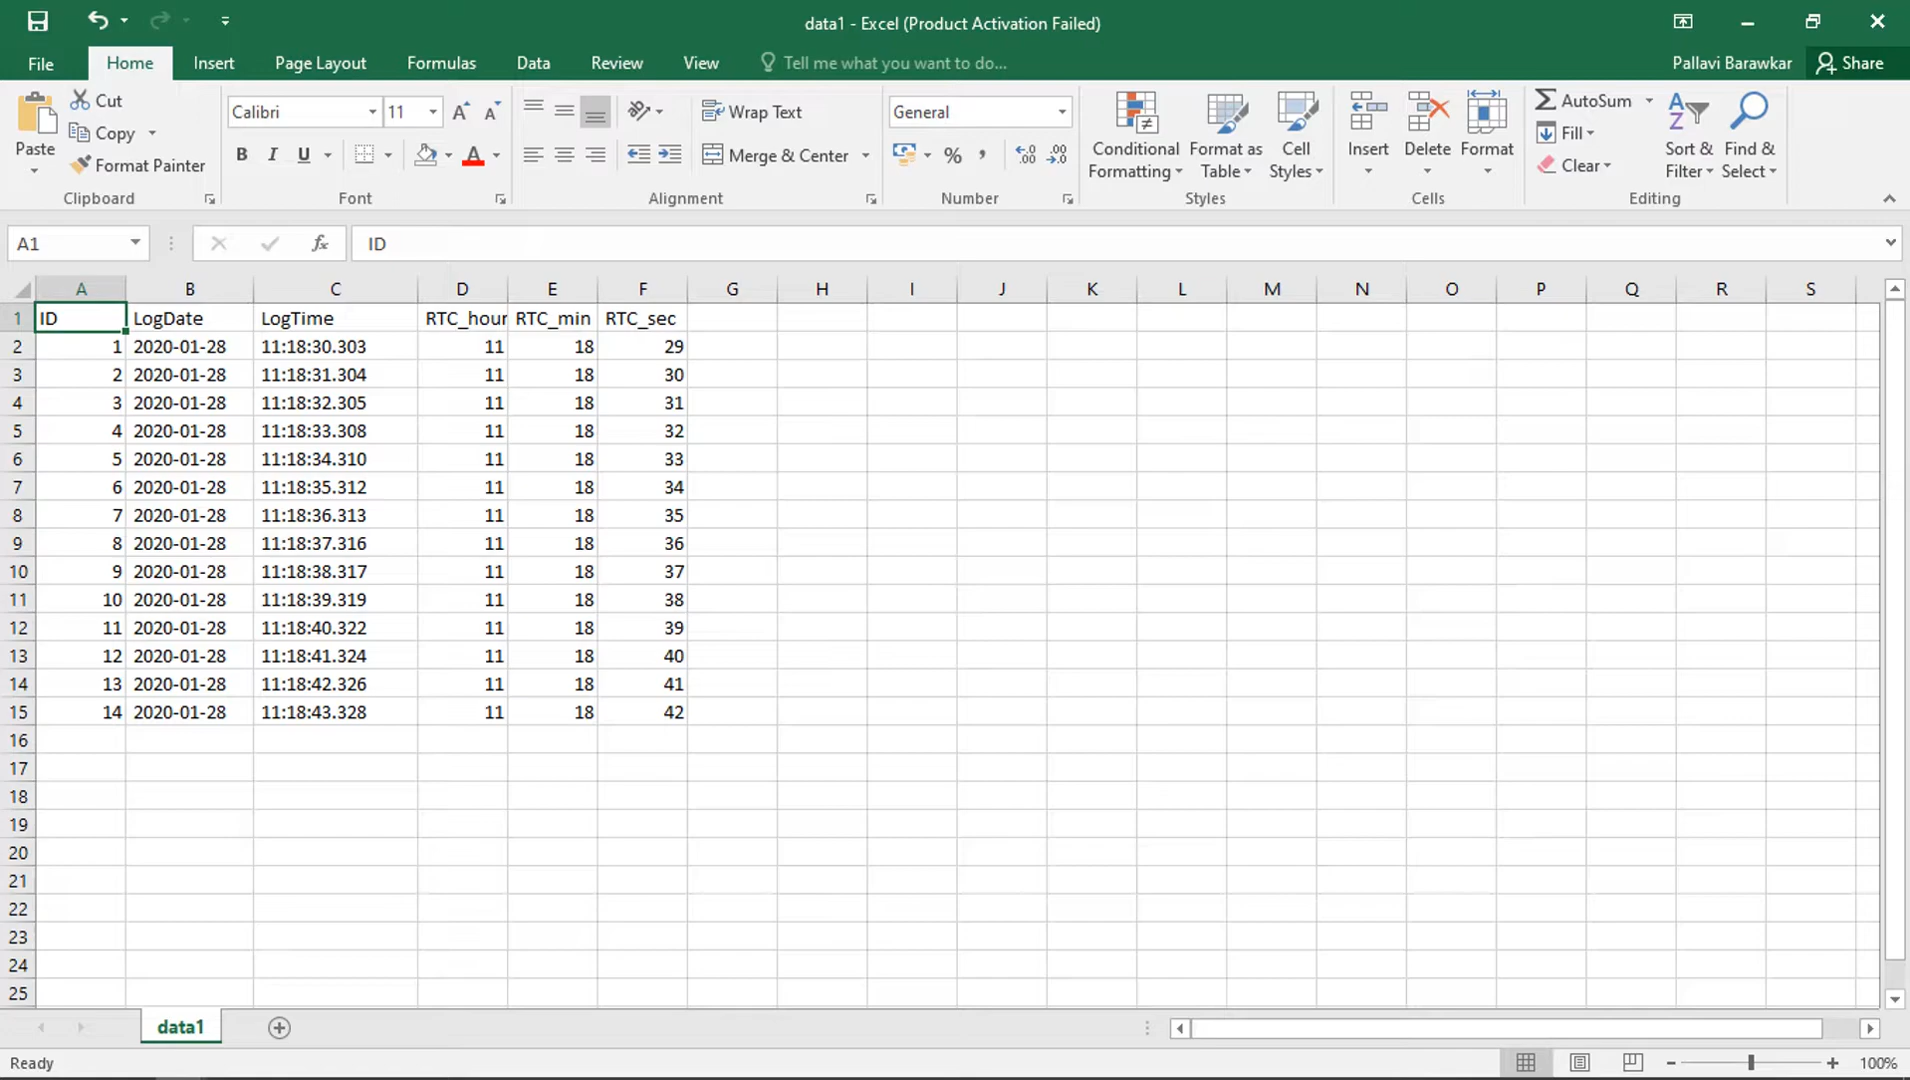 data1 - Excel (Product Activation Failed)
File Home Insert Page Layout Formulas Data Review View Tell me what you want to do... Pallavi Barawkar Share
Paste Cut Copy Format Painter Clipboard
Calibri 11 B I U A Font
Wrap Text Merge & Center Alignment
General % , Number
Conditional Formatting Format as Table Cell Styles Styles
Insert Delete Format Cells
AutoSum Fill Clear Sort & Filter Find & Select Editing
A1 fx ID
A B C D E F G H I J K L M N O P Q R S
1 ID LogDate LogTime RTC_hour RTC_min RTC_sec
2 1 2020-01-28 11:18:30.303 11 18 29
3 2 2020-01-28 11:18:31.304 11 18 30
4 3 2020-01-28 11:18:32.305 11 18 31
5 4 2020-01-28 11:18:33.308 11 18 32
6 5 2020-01-28 11:18:34.310 11 18 33
7 6 2020-01-28 11:18:35.312 11 18 34
8 7 2020-01-28 11:18:36.313 11 18 35
9 8 2020-01-28 11:18:37.316 11 18 36
10 9 2020-01-28 11:18:38.317 11 18 37
11 10 2020-01-28 11:18:39.319 11 18 38
12 11 2020-01-28 11:18:40.322 11 18 39
13 12 2020-01-28 11:18:41.324 11 18 40
14 13 2020-01-28 11:18:42.326 11 18 41
15 14 2020-01-28 11:18:43.328 11 18 42
16
17
18
19
20
21
22
23
24
25
data1
Ready 100%